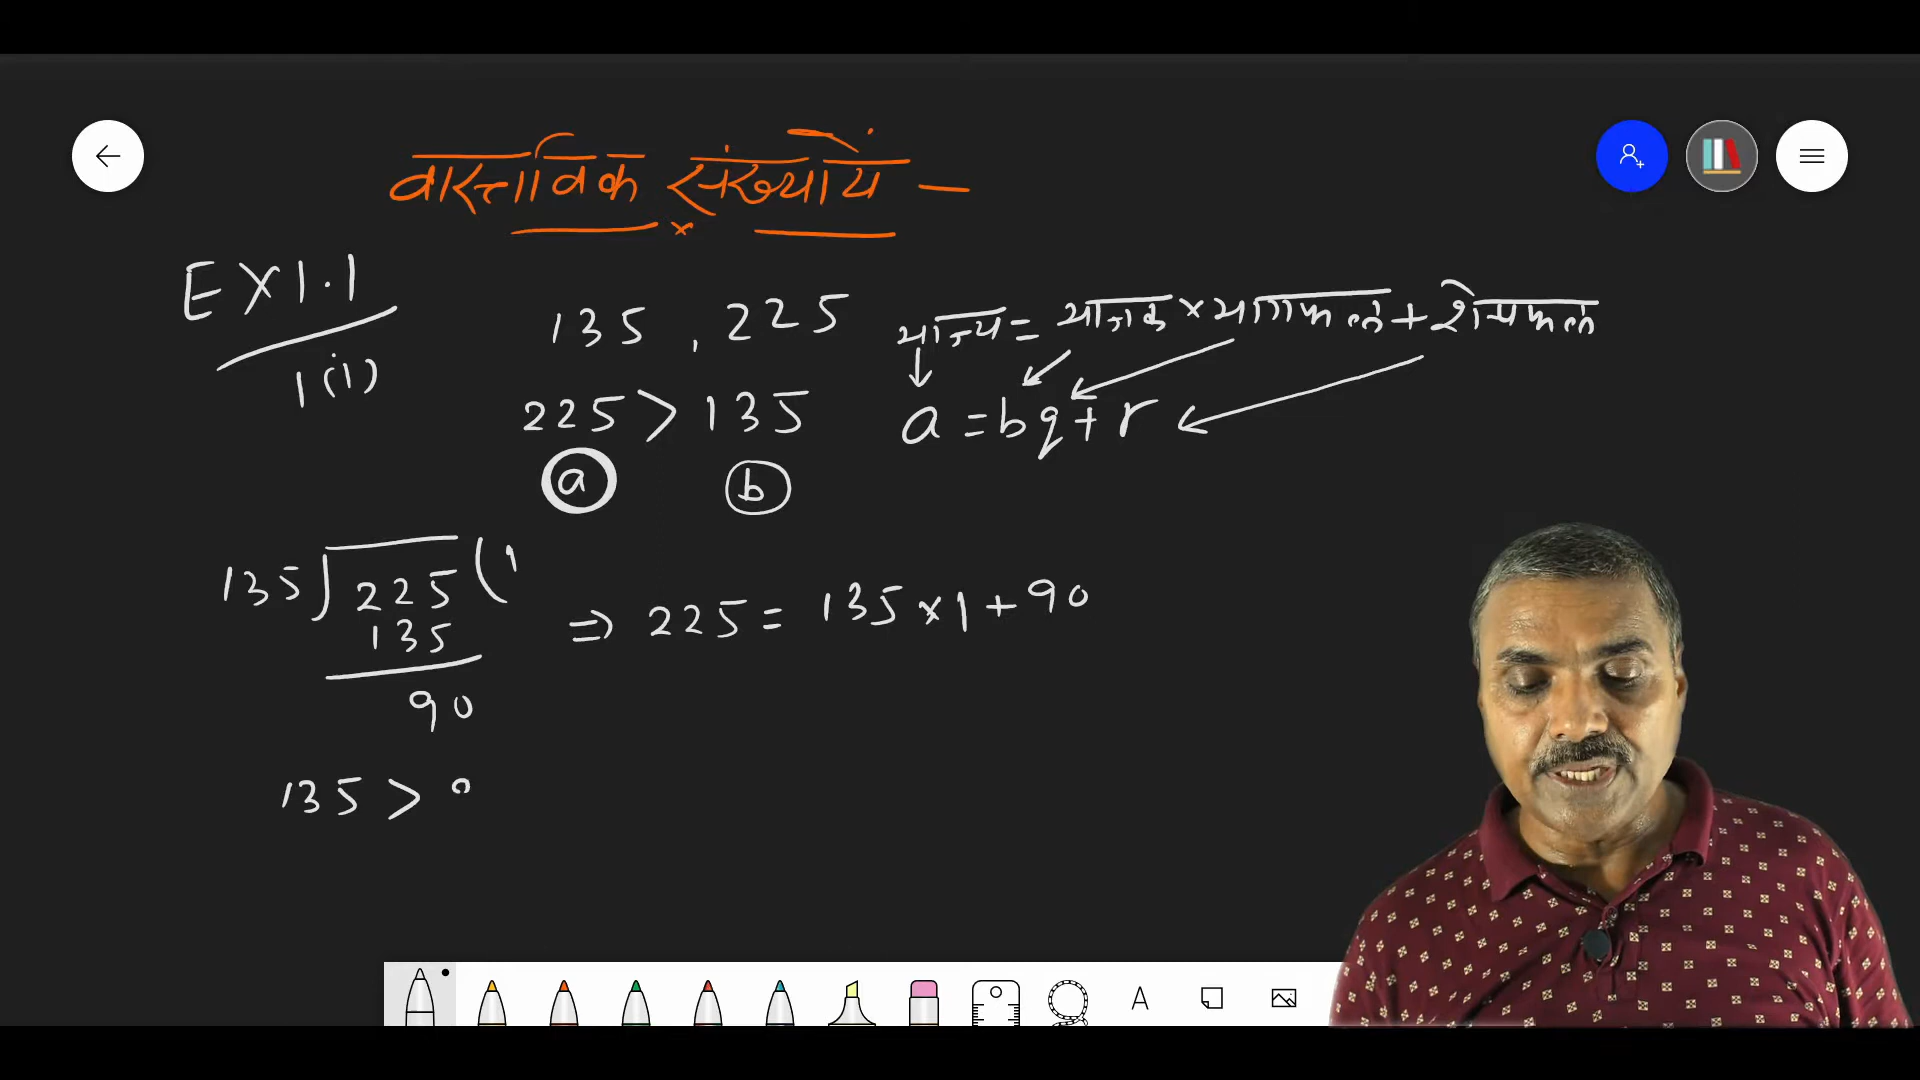 वास्तविक संख्यायें —
EX 1.1
1(i)
135, 225
भाज्य = भाजक × भागफल + शेषफल
225 > 135
a = bq + r
a b
135) 225 (1
135
90
⇒ 225 = 135 × 1 + 90
135 >